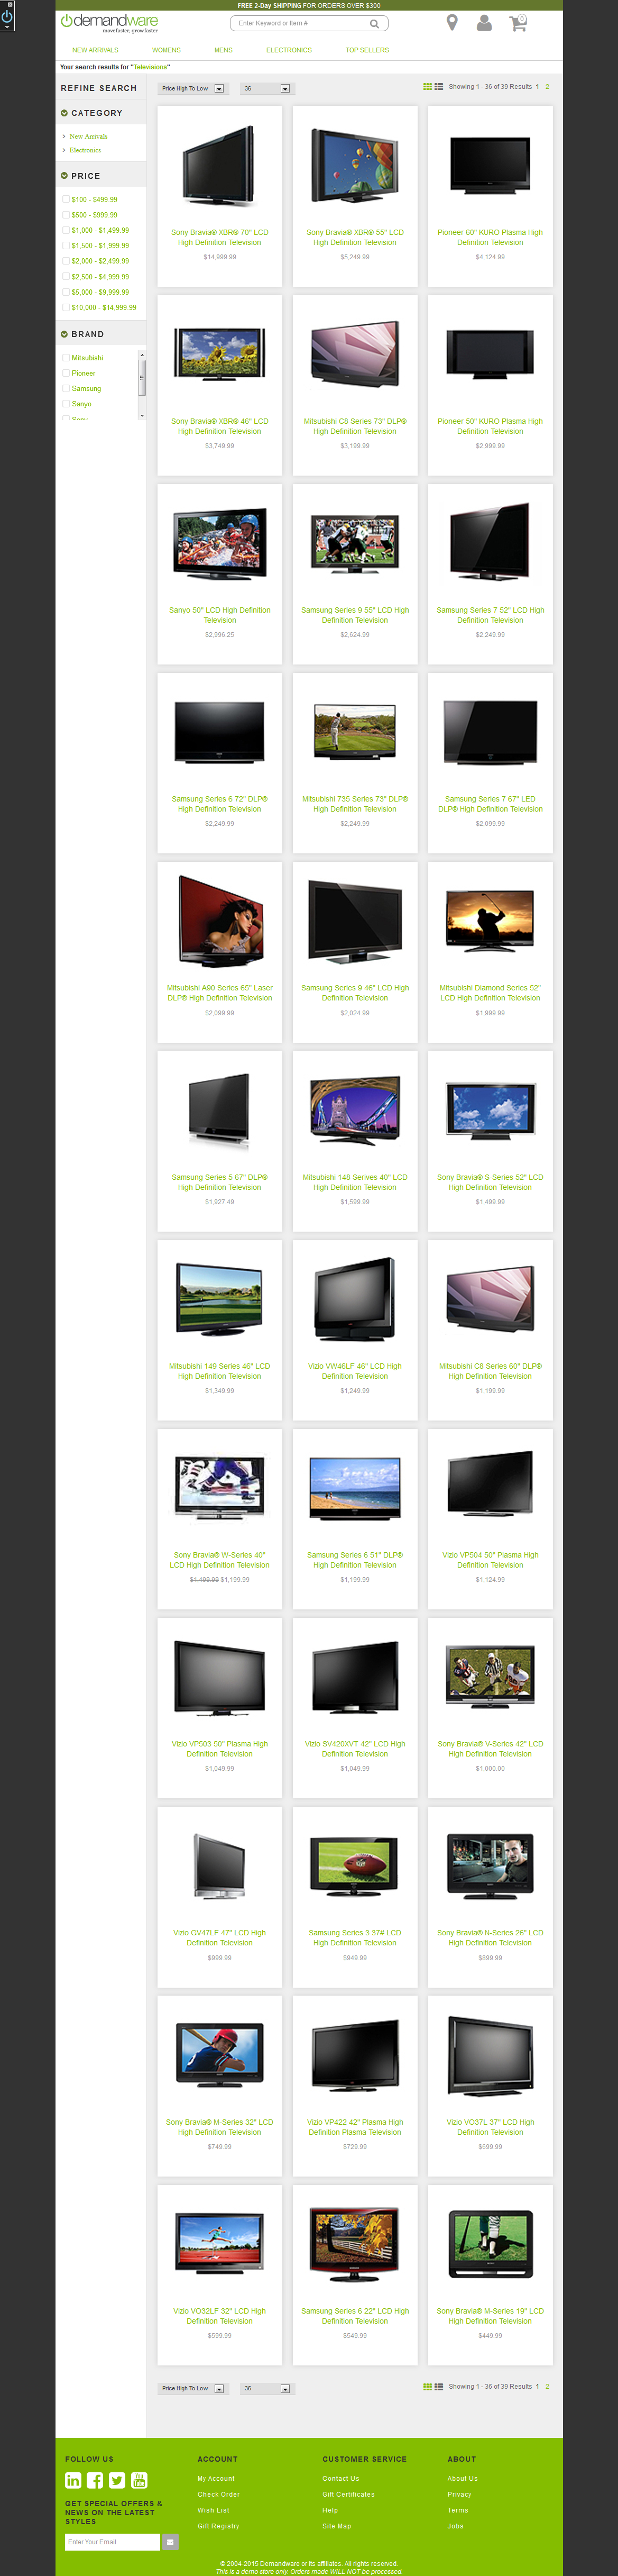 FREE 2-Day SHIPPING FOR ORDERS OVER $300
demandware
move faster, grow faster
Enter Keyword or Item #
0
NEW ARRIVALS WOMENS MENS ELECTRONICS TOP SELLERS
Your search results for "Televisions"
REFINE SEARCH
CATEGORY
New Arrivals
Electronics
PRICE
$100 - $499.99
$500 - $999.99
$1,000 - $1,499.99
$1,500 - $1,999.99
$2,000 - $2,499.99
$2,500 - $4,999.99
$5,000 - $9,999.99
$10,000 - $14,999.99
BRAND
Mitsubishi
Pioneer
Samsung
Sanyo
Sony
Price High To Low 36 Showing 1 - 36 of 39 Results 1 2
Sony Bravia® XBR® 70" LCD
High Definition Television
$14,999.99
Sony Bravia® XBR® 55" LCD
High Definition Television
$5,249.99
Pioneer 60" KURO Plasma High
Definition Television
$4,124.99
Sony Bravia® XBR® 46" LCD
High Definition Television
$3,749.99
Mitsubishi C8 Series 73" DLP®
High Definition Television
$3,199.99
Pioneer 50" KURO Plasma High
Definition Television
$2,999.99
Sanyo 50" LCD High Definition
Television
$2,996.25
Samsung Series 9 55" LCD High
Definition Television
$2,624.99
Samsung Series 7 52" LCD High
Definition Television
$2,249.99
Samsung Series 6 72" DLP®
High Definition Television
$2,249.99
Mitsubishi 735 Series 73" DLP®
High Definition Television
$2,249.99
Samsung Series 7 67" LED
DLP® High Definition Television
$2,099.99
Mitsubishi A90 Series 65" Laser
DLP® High Definition Television
$2,099.99
Samsung Series 9 46" LCD High
Definition Television
$2,024.99
Mitsubishi Diamond Series 52"
LCD High Definition Television
$1,999.99
Samsung Series 5 67" DLP®
High Definition Television
$1,927.49
Mitsubishi 148 Serives 40" LCD
High Definition Television
$1,599.99
Sony Bravia® S-Series 52" LCD
High Definition Television
$1,499.99
Mitsubishi 149 Series 46" LCD
High Definition Television
$1,349.99
Vizio VW46LF 46" LCD High
Definition Television
$1,249.99
Mitsubishi C8 Series 60" DLP®
High Definition Television
$1,199.99
Sony Bravia® W-Series 40"
LCD High Definition Television
$1,499.99 $1,199.99
Samsung Series 6 51" DLP®
High Definition Television
$1,199.99
Vizio VP504 50" Plasma High
Definition Television
$1,124.99
Vizio VP503 50" Plasma High
Definition Television
$1,049.99
Vizio SV420XVT 42" LCD High
Definition Television
$1,049.99
Sony Bravia® V-Series 42" LCD
High Definition Television
$1,000.00
Vizio GV47LF 47" LCD High
Definition Television
$999.99
Samsung Series 3 37# LCD
High Definition Television
$949.99
Sony Bravia® N-Series 26" LCD
High Definition Television
$899.99
Sony Bravia® M-Series 32" LCD
High Definition Television
$749.99
Vizio VP422 42" Plasma High
Definition Plasma Television
$729.99
Vizio VO37L 37" LCD High
Definition Television
$699.99
Vizio VO32LF 32" LCD High
Definition Television
$599.99
Samsung Series 6 22" LCD High
Definition Television
$549.99
Sony Bravia® M-Series 19" LCD
High Definition Television
$449.99
Price High To Low 36 Showing 1 - 36 of 39 Results 1 2
FOLLOW US
GET SPECIAL OFFERS &
NEWS ON THE LATEST
STYLES
Enter Your Email
ACCOUNT
My Account
Check Order
Wish List
Gift Registry
CUSTOMER SERVICE
Contact Us
Gift Certificates
Help
Site Map
ABOUT
About Us
Privacy
Terms
Jobs
© 2004-2015 Demandware or its affiliates. All rights reserved.
This is a demo store only. Orders made WILL NOT be processed.